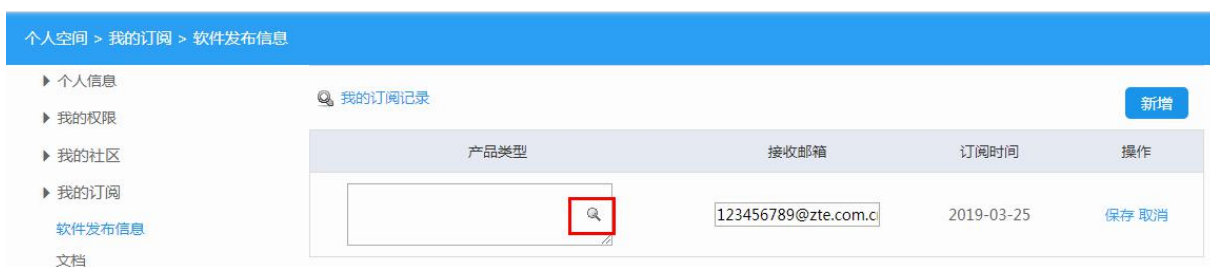 个人空间 > 我的订阅 > 软件发布信息
个人信息
我的权限
我的社区
我的订阅
软件发布信息
文档
我的订阅记录
新增
产品类型 接收邮箱 订阅时间 操作
123456789@zte.com.c 2019-03-25 保存 取消